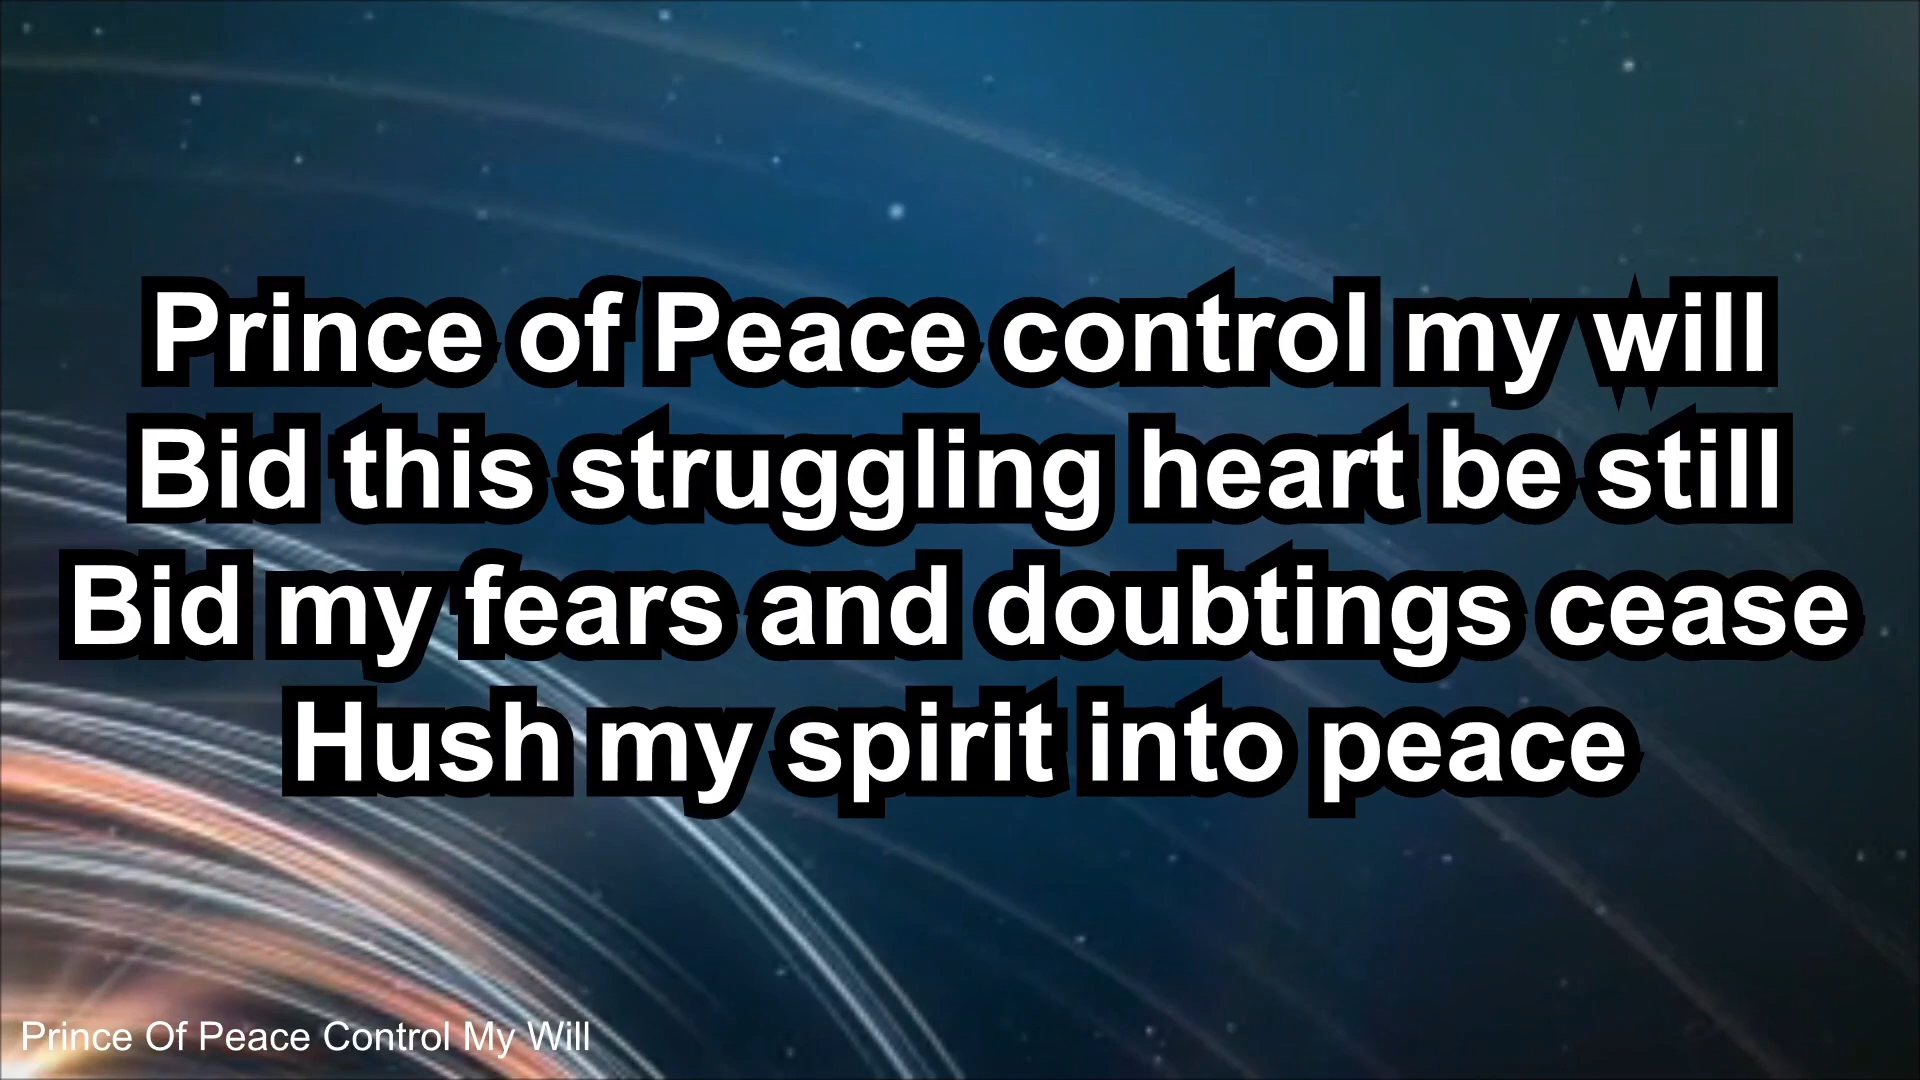 Prince of Peace control my will
Bid this struggling heart be still
Bid my fears and doubtings cease
Hush my spirit into peace
Prince Of Peace Control My Will